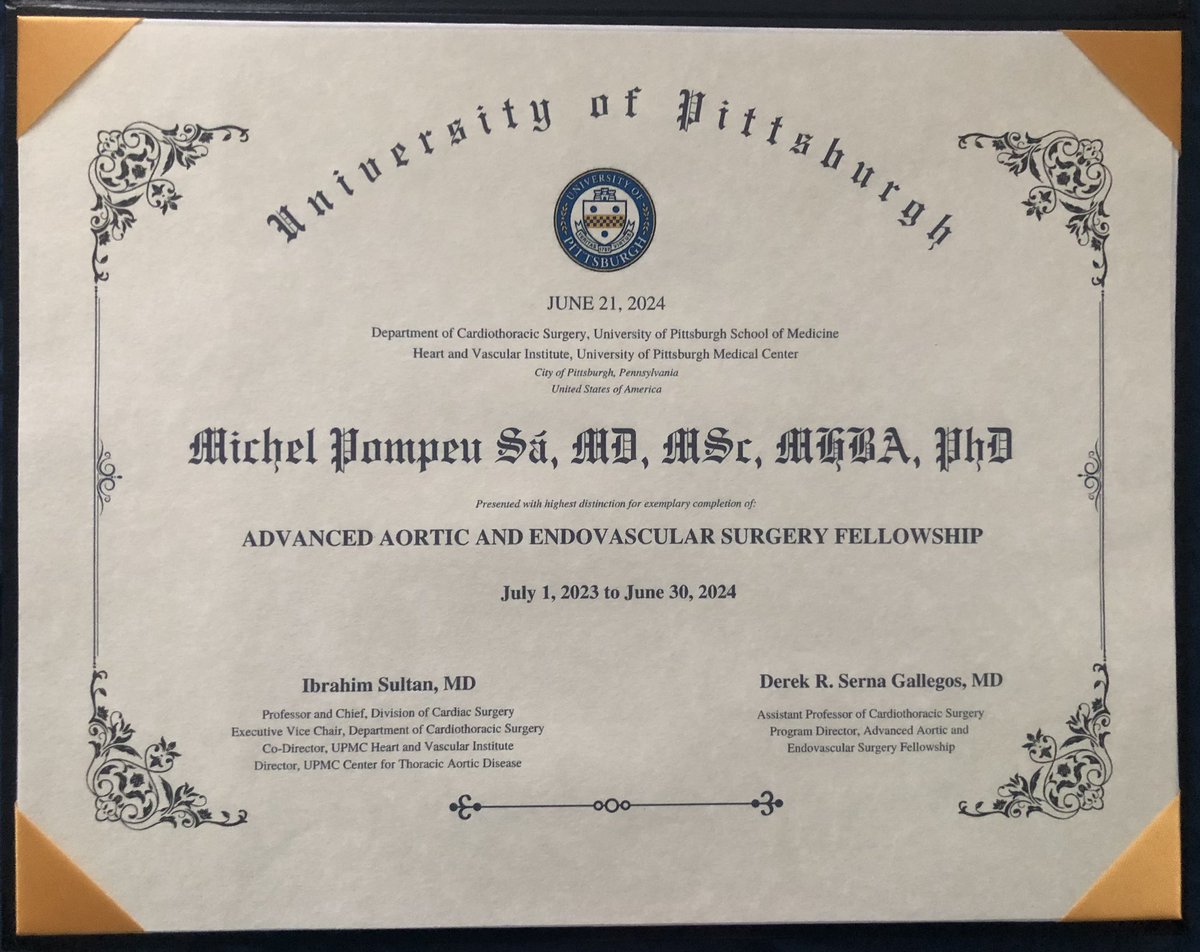 University of Pittsburgh
UNIVERSITY OF
PITTSBURGH
JUNE 21, 2024
Department of Cardiothoracic Surgery, University of Pittsburgh School of Medicine
Heart and Vascular Institute, University of Pittsburgh Medical Center
City of Pittsburgh, Pennsylvania
United States of America
Michel Pompeu Sá, MD, MSc, MHBA, PhD
Presented with highest distinction for exemplary completion of:
ADVANCED AORTIC AND ENDOVASCULAR SURGERY FELLOWSHIP
July 1, 2023 to June 30, 2024
Ibrahim Sultan, MD
Professor and Chief, Division of Cardiac Surgery
Executive Vice Chair, Department of Cardiothoracic Surgery
Co-Director, UPMC Heart and Vascular Institute
Director, UPMC Center for Thoracic Aortic Disease
Derek R. Serna Gallegos, MD
Assistant Professor of Cardiothoracic Surgery
Program Director, Advanced Aortic and
Endovascular Surgery Fellowship